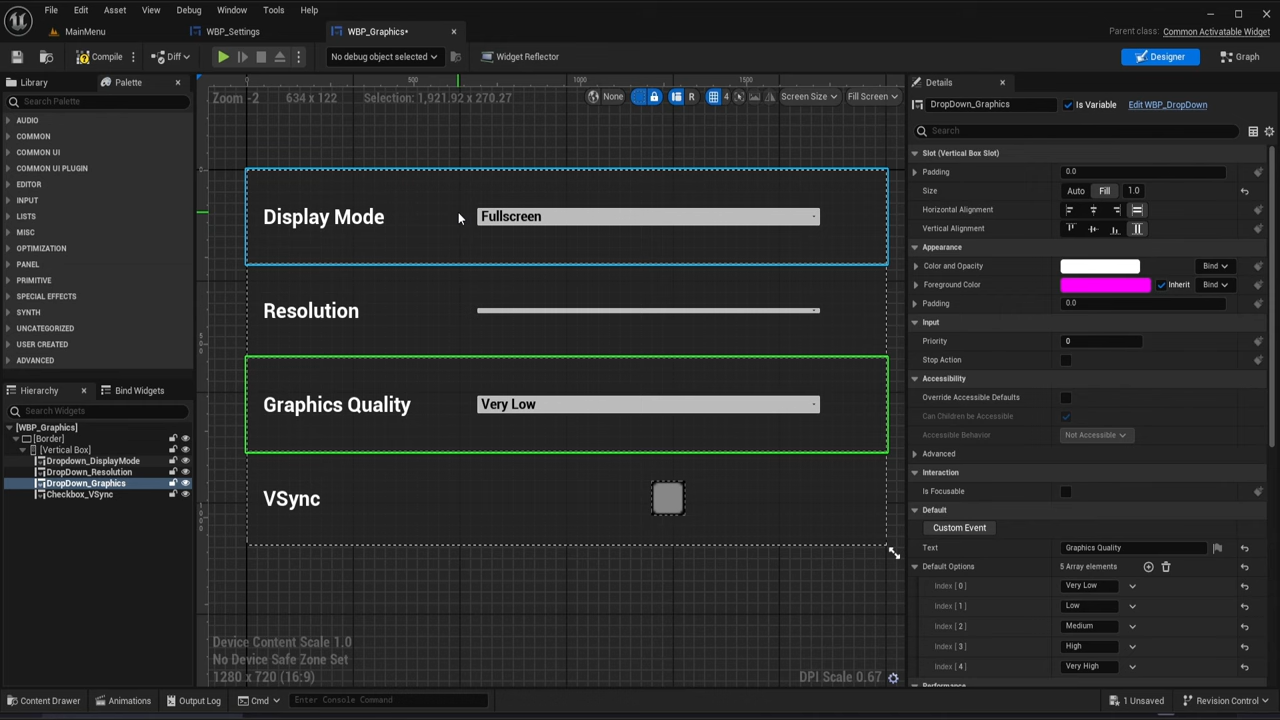 File Edit Asset View Debug Window Tools Help
Parent class: Common Activatable Widget
MainMenu
WBP_Settings
WBP_Graphics•
Compile
Diff
No debug object selected
Widget Reflector
Designer
Graph
Library
Palette
Search Palette
AUDIO
COMMON
COMMON UI
COMMON UI PLUGIN
EDITOR
INPUT
LISTS
MISC
OPTIMIZATION
PANEL
PRIMITIVE
SPECIAL EFFECTS
SYNTH
UNCATEGORIZED
USER CREATED
ADVANCED
Hierarchy
Bind Widgets
Search Widgets
[WBP_Graphics]
[Border]
[Vertical Box]
Dropdown_DisplayMode
DropDown_Resolution
DropDown_Graphics
Checkbox_VSync
0 500 1000 1500
Zoom -2 634 x 122 Selection: 1,921.92 x 270.27
None R 4 Screen Size Fill Screen
Display Mode Fullscreen
Resolution
Graphics Quality Very Low
VSync
Device Content Scale 1.0
No Device Safe Zone Set
1280 x 720 (16:9)
DPI Scale 0.67
Details
DropDown_Graphics Is Variable Edit WBP_DropDown
Search
Slot (Vertical Box Slot)
Padding 0.0
Size Auto Fill 1.0
Horizontal Alignment
Vertical Alignment
Appearance
Color and Opacity Bind
Foreground Color Inherit Bind
Padding 0.0
Input
Priority 0
Stop Action
Accessibility
Override Accessible Defaults
Can Children be Accessible
Accessible Behavior Not Accessible
Advanced
Interaction
Is Focusable
Default
Custom Event
Text Graphics Quality
Default Options 5 Array elements
Index [ 0 ] Very Low
Index [ 1 ] Low
Index [ 2 ] Medium
Index [ 3 ] High
Index [ 4 ] Very High
Performance
Content Drawer Animations Output Log Cmd Enter Console Command 1 Unsaved Revision Control